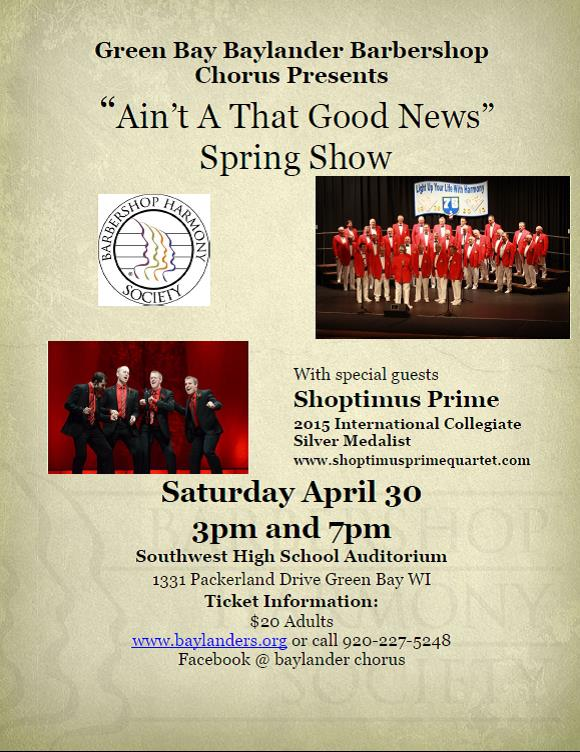 Green Bay Baylander Barbershop
Chorus Presents
“Ain’t A That Good News”
Spring Show
BARBERSHOP HARMONY
SOCIETY
Light Up Your Life With Harmony
With special guests
Shoptimus Prime
2015 International Collegiate
Silver Medalist
www.shoptimusprimequartet.com
Saturday April 30
3pm and 7pm
Southwest High School Auditorium
1331 Packerland Drive Green Bay WI
Ticket Information:
$20 Adults
www.baylanders.org or call 920-227-5248
Facebook @ baylander chorus
BARBERSHOP
HARMONY
SOCIETY